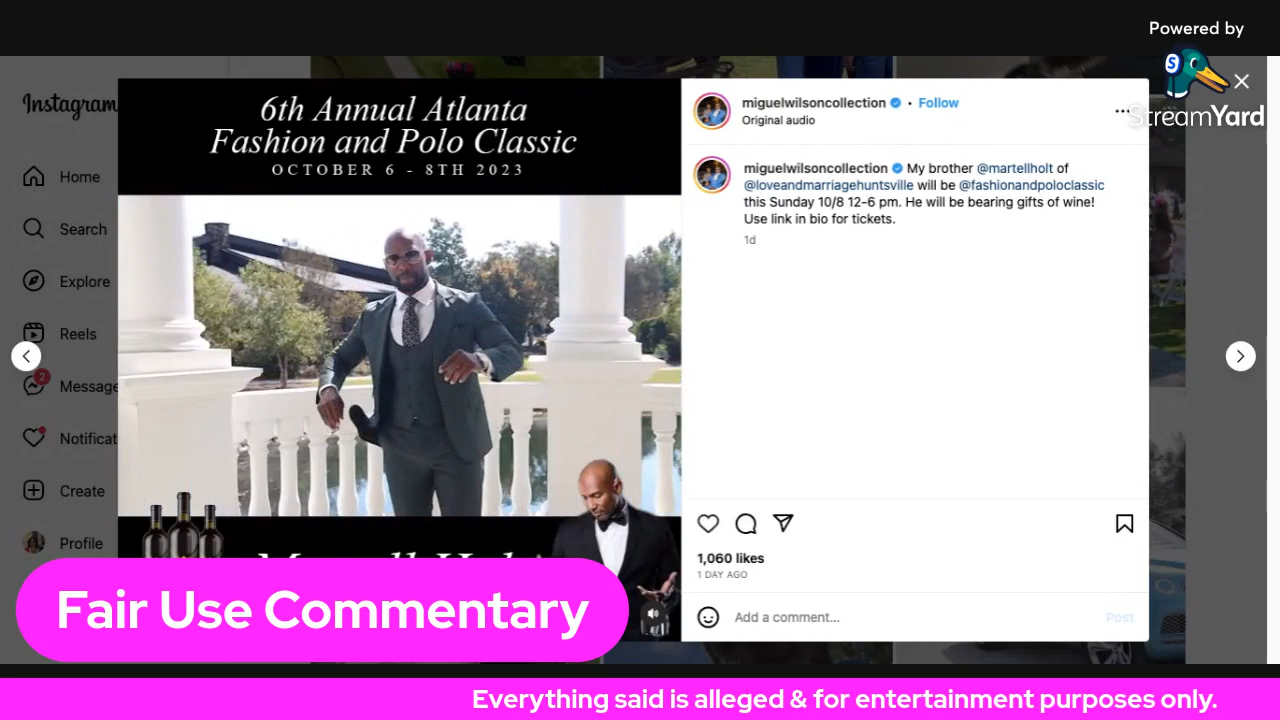 Powered by
StreamYard
Instagram
6th Annual Atlanta
Fashion and Polo Classic
OCTOBER 6 - 8TH 2023
miguelwilsoncollection • Follow
Original audio
Home
Search
Explore
Reels
2
Message
Notificat
Create
Profile
miguelwilsoncollection My brother @martellholt of
@loveandmarriagehuntsville will be @fashionandpoloclassic
this Sunday 10/8 12-6 pm. He will be bearing gifts of wine!
Use link in bio for tickets.
1d
1,060 likes
1 DAY AGO
Add a comment...
Post
Fair Use Commentary
Everything said is alleged & for entertainment purposes only.